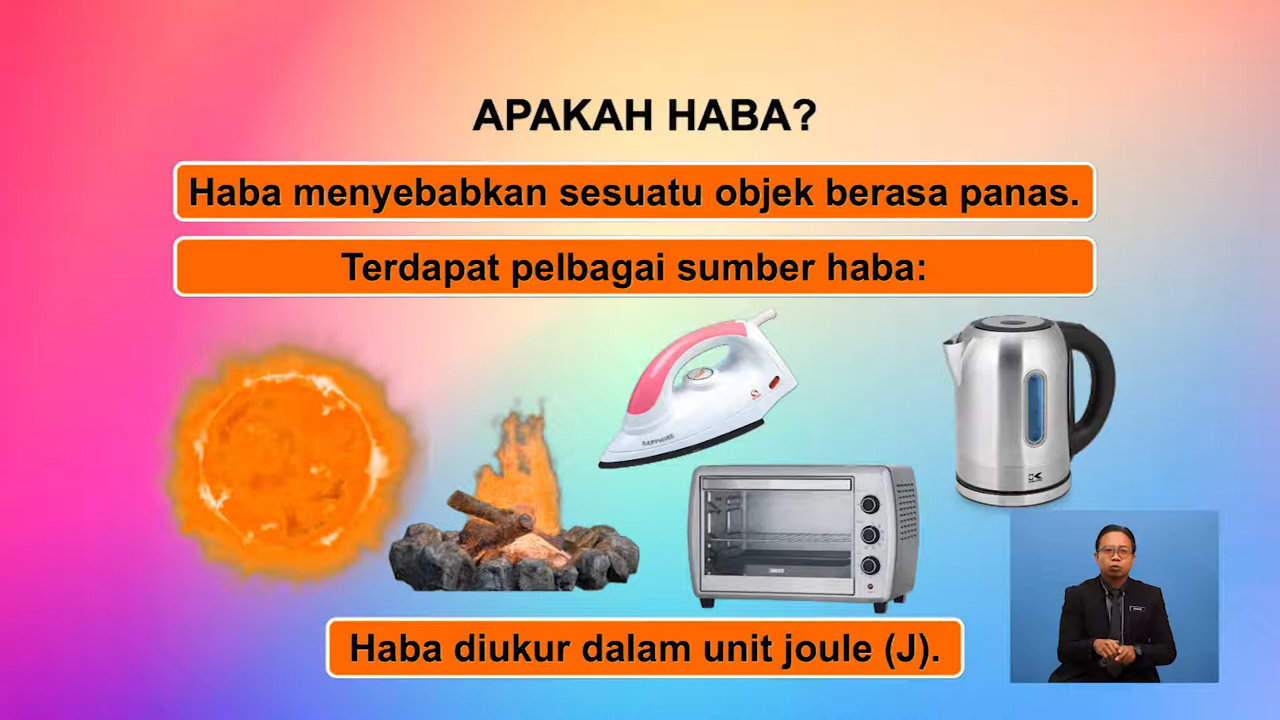 APAKAH HABA?
Haba menyebabkan sesuatu objek berasa panas.
Terdapat pelbagai sumber haba:
SAPPHIRE
Haba diukur dalam unit joule (J).